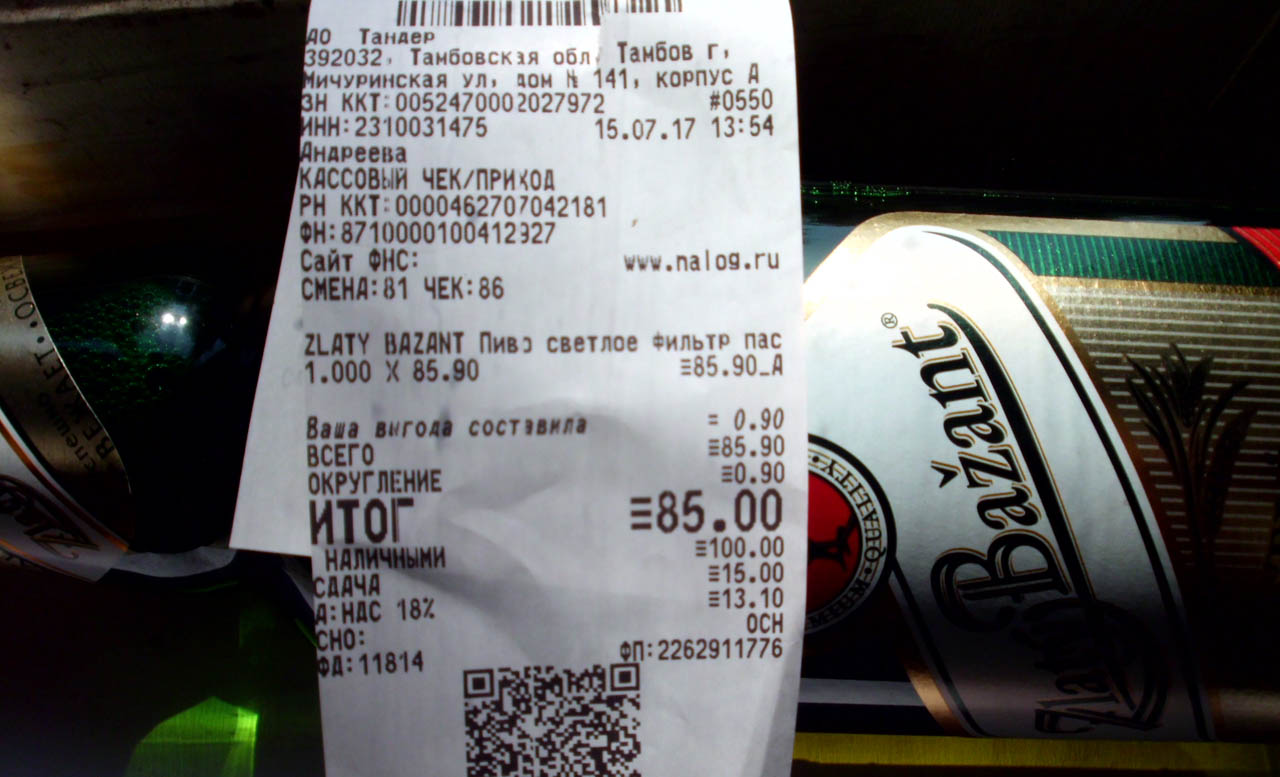 АО Тандер
392032, Тамбовская обл, Тамбов г,
Мичуринская ул, дом № 141, корпус А
ЗН ККТ:0052470002027972 #0550
ИНН:2310031475 15.07.17 13:54
Андреева
КАССОВЫЙ ЧЕК/ПРИХОД
РН ККТ:0000462707042181
ФН:8710000100412927
Сайт ФНС: www.nalog.ru
СМЕНА:81 ЧЕК:86
ZLATY BAZANT Пиво светлое фильтр пас
1.000 X 85.90 ≡85.90_А
Ваша выгода составила = 0.90
ВСЕГО ≡85.90
ОКРУГЛЕНИЕ ≡0.90
ИТОГ ≡85.00
НАЛИЧНЫМИ ≡100.00
СДАЧА ≡15.00
А:НДС 18% ≡13.10
СНО: ОСН
ФД:11814 ФП:2262911776
Zlatý Bažant®